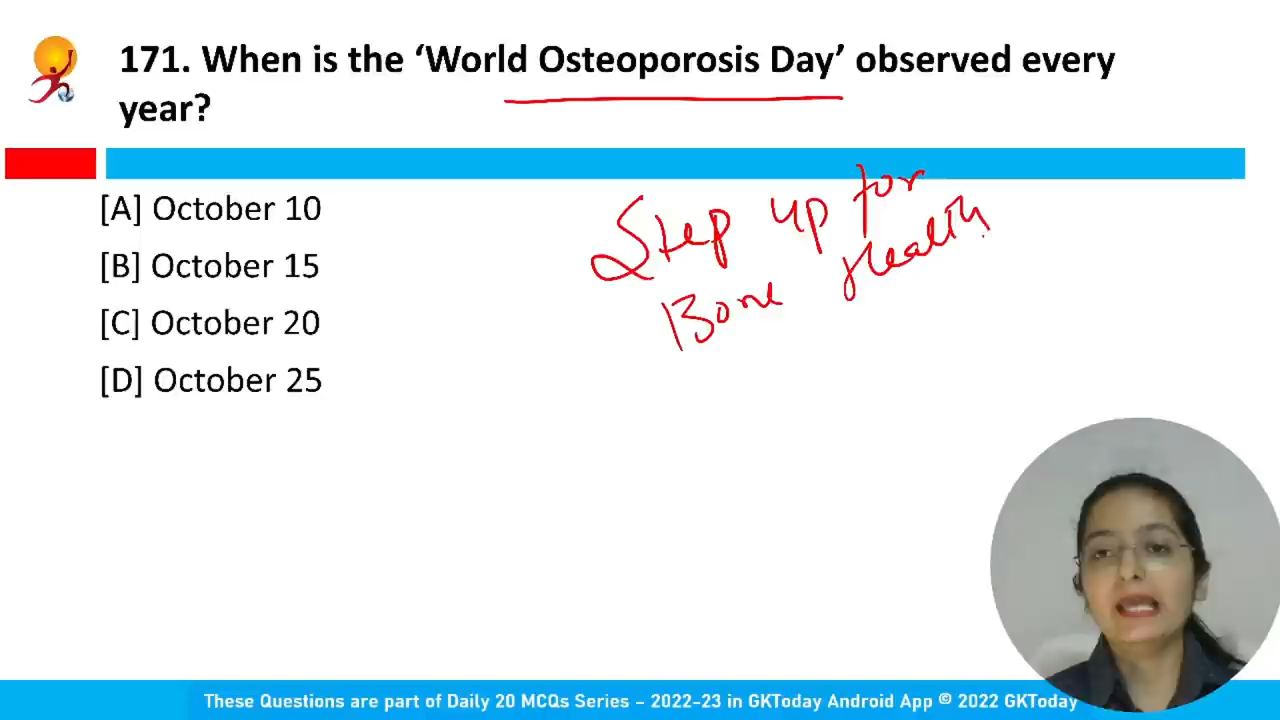 171. When is the ‘World Osteoporosis Day’ observed every
year?
[A] October 10
[B] October 15
[C] October 20
[D] October 25
Step up for
Bone Health
These Questions are part of Daily 20 MCQs Series – 2022-23 in GKToday Android App © 2022 GKToday